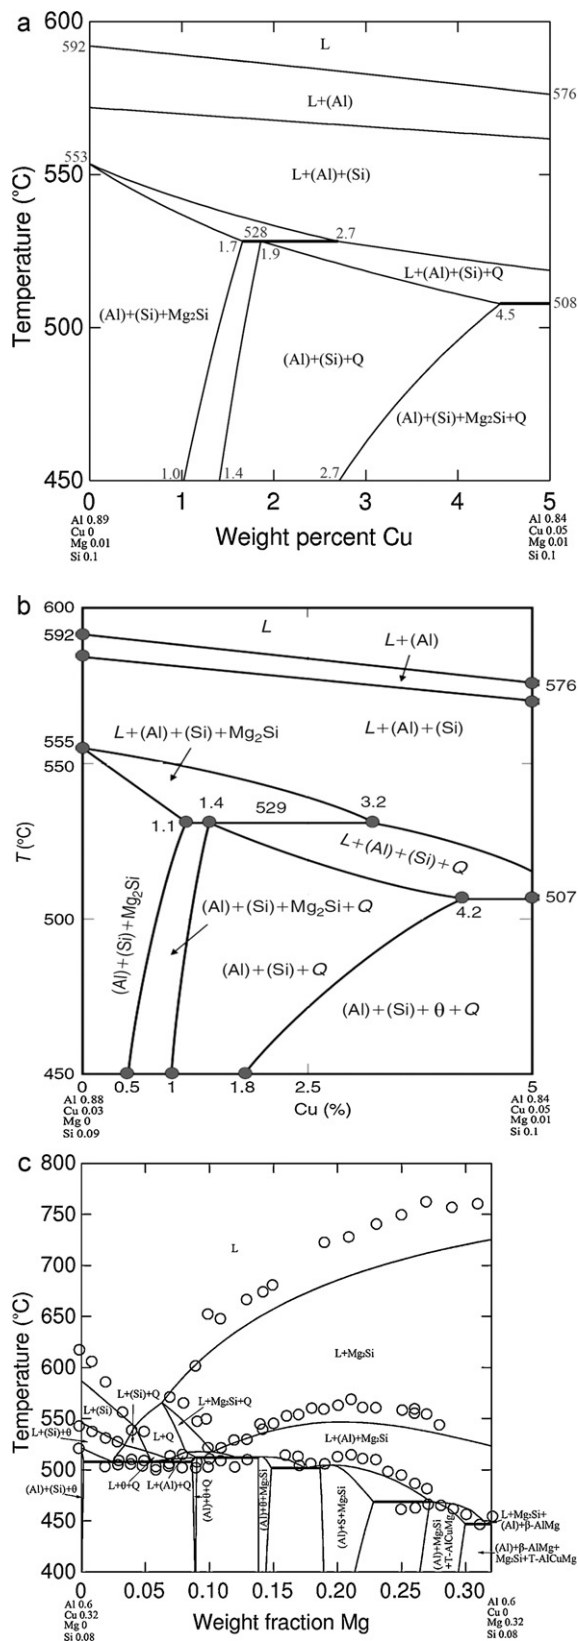 a
600
592
L
576
L+(Al)
553
550
L+(Al)+(Si)
528
2.7
1.7
1.9
L+(Al)+(Si)+Q
508
(Al)+(Si)+Mg2Si
4.5
500
(Al)+(Si)+Q
(Al)+(Si)+Mg2Si+Q
1.0
1.4
2.7
450
Temperature (°C)
0 1 2 3 4 5
Weight percent Cu
Al 0.89
Cu 0
Mg 0.01
Si 0.1
Al 0.84
Cu 0.05
Mg 0.01
Si 0.1
b
600
592
L
L+(Al)
576
L+(Al)+(Si)
L+(Al)+(Si)+Mg2Si
555
550
1.4
529
3.2
1.1
L+(Al)+(Si)+Q
507
4.2
T(°C)
500
(Al)+(Si)+Mg2Si
(Al)+(Si)+Mg2Si+Q
(Al)+(Si)+Q
(Al)+(Si)+θ+Q
450
0 0.5 1 1.8 2.5 5
Cu (%)
Al 0.88
Cu 0.03
Mg 0
Si 0.09
Al 0.84
Cu 0.05
Mg 0.01
Si 0.1
c
800
750
700
650
600
550
500
450
400
Temperature (°C)
L
L+Mg2Si
L+(Si)+Q
L+Mg2Si+Q
L+(Si)
L+Q
L+(Si)+θ
L+(Al)+Mg2Si
L+θ+Q
L+(Al)+Q
(Al)+(Si)+θ
(Al)+θ+Q
(Al)+θ+Mg2Si
(Al)+S+Mg2Si
(Al)+Mg2Si
+T-AlCuMg
L+Mg2Si+
(Al)+β-AlMg
(Al)+β-AlMg+
Mg2Si+T-AlCuMg
0 0.05 0.10 0.15 0.20 0.25 0.30
Weight fraction Mg
Al 0.6
Cu 0.32
Mg 0
Si 0.08
Al 0.6
Cu 0
Mg 0.32
Si 0.08